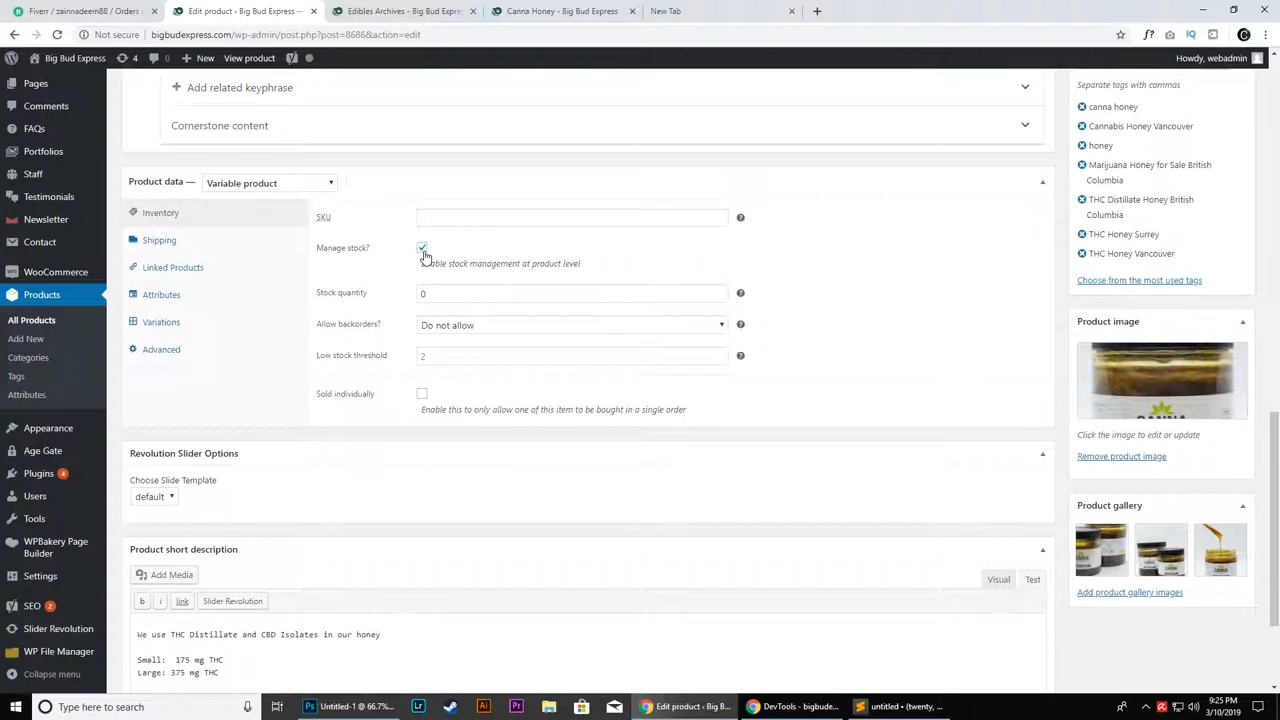 Fiverr / zainnadeem88 / Orders
Edit product ‹ Big Bud Express —
Edibles Archives - Big Bud Expres
Canna Honey - Big Bud Express
New Tab
Not secure
bigbudexpress.com/wp-admin/post.php?post=8686&action=edit
Big Bud Express
4
0
New
View product
Howdy, webadmin
Pages
Comments
FAQs
Portfolios
Staff
Testimonials
Newsletter
Contact
WooCommerce
Products
All Products
Add New
Categories
Tags
Attributes
Appearance
Age Gate
Plugins 4
Users
Tools
WPBakery Page
Builder
Settings
SEO 2
Slider Revolution
WP File Manager
Collapse menu
Add related keyphrase
Cornerstone content
Product data — Variable product
Inventory
Shipping
Linked Products
Attributes
Variations
Advanced
SKU
Manage stock?
able stock management at product level
Stock quantity
0
Allow backorders?
Do not allow
Low stock threshold
2
Sold individually
Enable this to only allow one of this item to be bought in a single order
Revolution Slider Options
Choose Slide Template
default
Product short description
Add Media
Visual
Text
b
i
link
Slider Revolution
We use THC Distillate and CBD Isolates in our honey
Small: 175 mg THC
Large: 375 mg THC
Separate tags with commas
canna honey
Cannabis Honey Vancouver
honey
Marijuana Honey for Sale British
Columbia
THC Distillate Honey British
Columbia
THC Honey Surrey
THC Honey Vancouver
Choose from the most used tags
Product image
CANNA
Click the image to edit or update
Remove product image
Product gallery
Add product gallery images
Type here to search
Untitled-1 @ 66.7%...
Edit product ‹ Big B...
DevTools - bigbude...
untitled • (twenty, ...
9:25 PM
3/10/2019